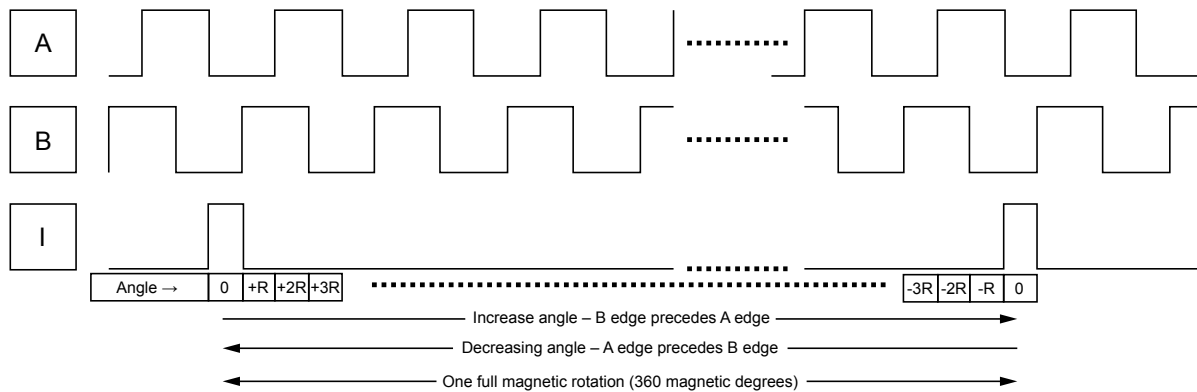 A
B
I
Angle → 0 +R +2R +3R -3R -2R -R 0
Increase angle – B edge precedes A edge
Decreasing angle – A edge precedes B edge
One full magnetic rotation (360 magnetic degrees)